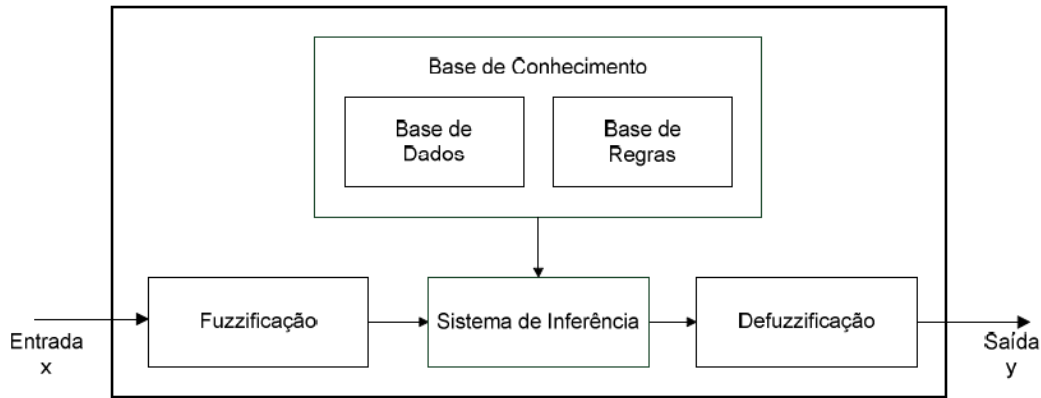 Base de Conhecimento
Base de
Dados
Base de
Regras
Fuzzificação
Sistema de Inferência
Defuzzificação
Entrada
x
Saída
y